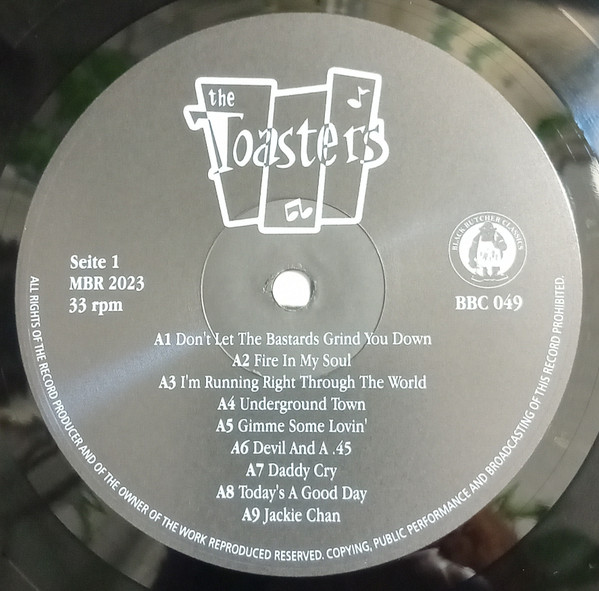 the
Toasters
Seite 1
MBR 2023
33 rpm
BLACK BUTCHER CLASSICS
BBC 049
A1 Don't Let The Bastards Grind You Down
A2 Fire In My Soul
A3 I'm Running Right Through The World
A4 Underground Town
A5 Gimme Some Lovin'
A6 Devil And A .45
A7 Daddy Cry
A8 Today's A Good Day
A9 Jackie Chan
ALL RIGHTS OF THE RECORD PRODUCER AND OF THE OWNER OF THE WORK REPRODUCED RESERVED. COPYING, PUBLIC PERFORMANCE AND BROADCASTING OF THIS RECORD PROHIBITED.